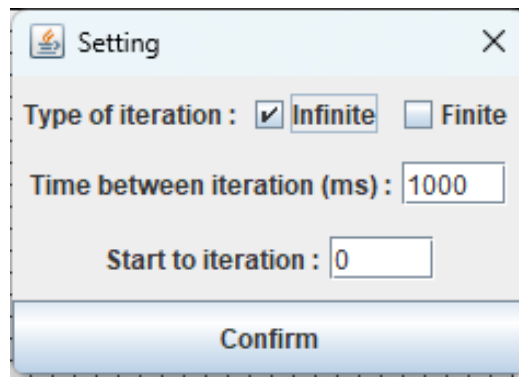 Setting
Type of iteration : Infinite Finite
Time between iteration (ms) : 1000
Start to iteration : 0
Confirm